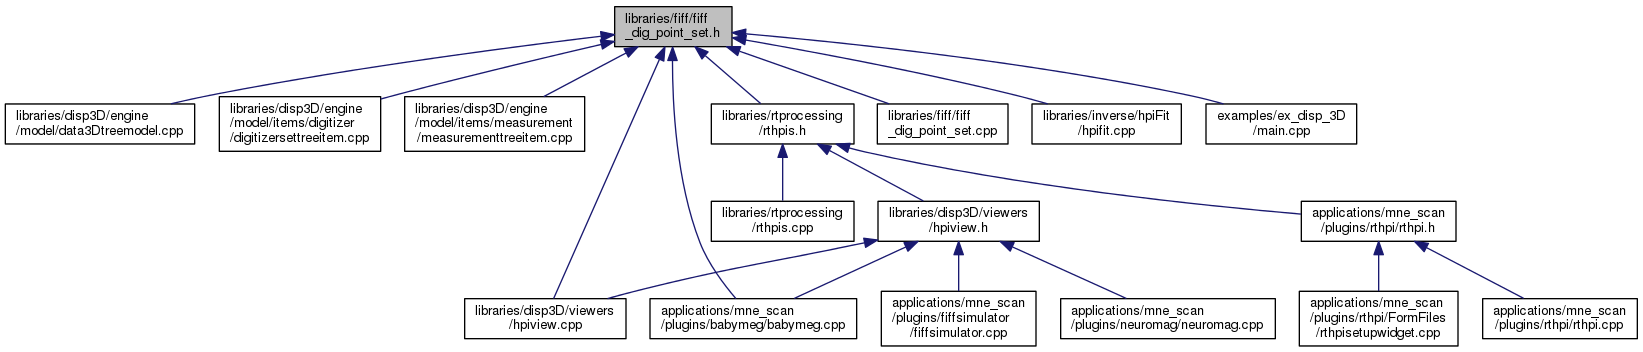 libraries/fiff/fiff
_dig_point_set.h
libraries/disp3D/engine
/model/data3Dtreemodel.cpp
libraries/disp3D/engine
/model/items/digitizer
/digitizersettreeitem.cpp
libraries/disp3D/engine
/model/items/measurement
/measurementtreeitem.cpp
libraries/rtprocessing
/rthpis.h
libraries/fiff/fiff
_dig_point_set.cpp
libraries/inverse/hpiFit
/hpifit.cpp
examples/ex_disp_3D
/main.cpp
libraries/rtprocessing
/rthpis.cpp
libraries/disp3D/viewers
/hpiview.h
applications/mne_scan
/plugins/rthpi/rthpi.h
libraries/disp3D/viewers
/hpiview.cpp
applications/mne_scan
/plugins/babymeg/babymeg.cpp
applications/mne_scan
/plugins/fiffsimulator
/fiffsimulator.cpp
applications/mne_scan
/plugins/neuromag/neuromag.cpp
applications/mne_scan
/plugins/rthpi/FormFiles
/rthpisetupwidget.cpp
applications/mne_scan
/plugins/rthpi/rthpi.cpp